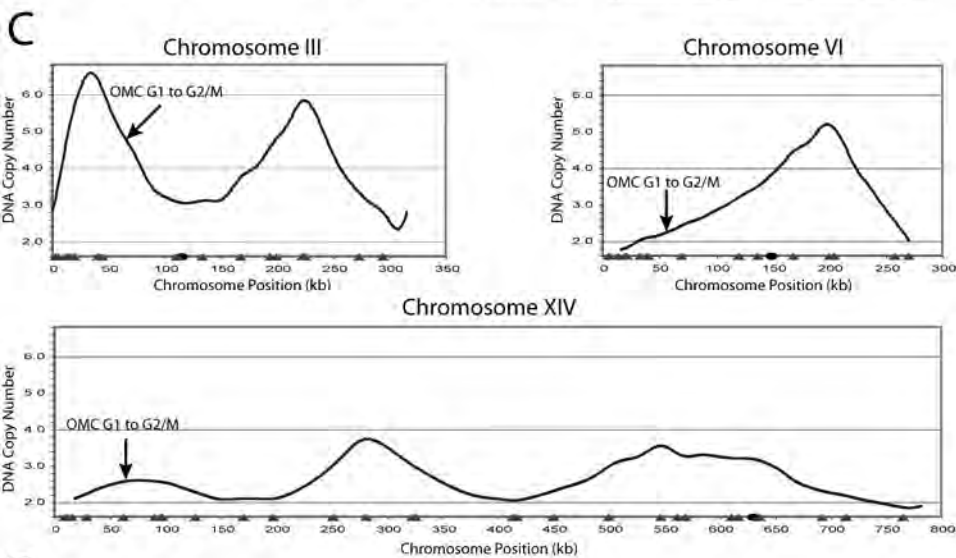 C
Chromosome III
Chromosome VI
DNA Copy Number
6.0
5.0
4.0
3.0
2.0
OMC G1 to G2/M
0 50 100 150 200 250 300 350
Chromosome Position (kb)
DNA Copy Number
6.0
5.0
4.0
3.0
2.0
OMC G1 to G2/M
0 50 100 150 200 250 300
Chromosome Position (kb)
Chromosome XIV
DNA Copy Number
6.0
4.0
3.0
2.0
OMC G1 to G2/M
0 50 100 150 200 250 300 350 400 450 500 550 600 650 700 750 800
Chromosome Position (kb)